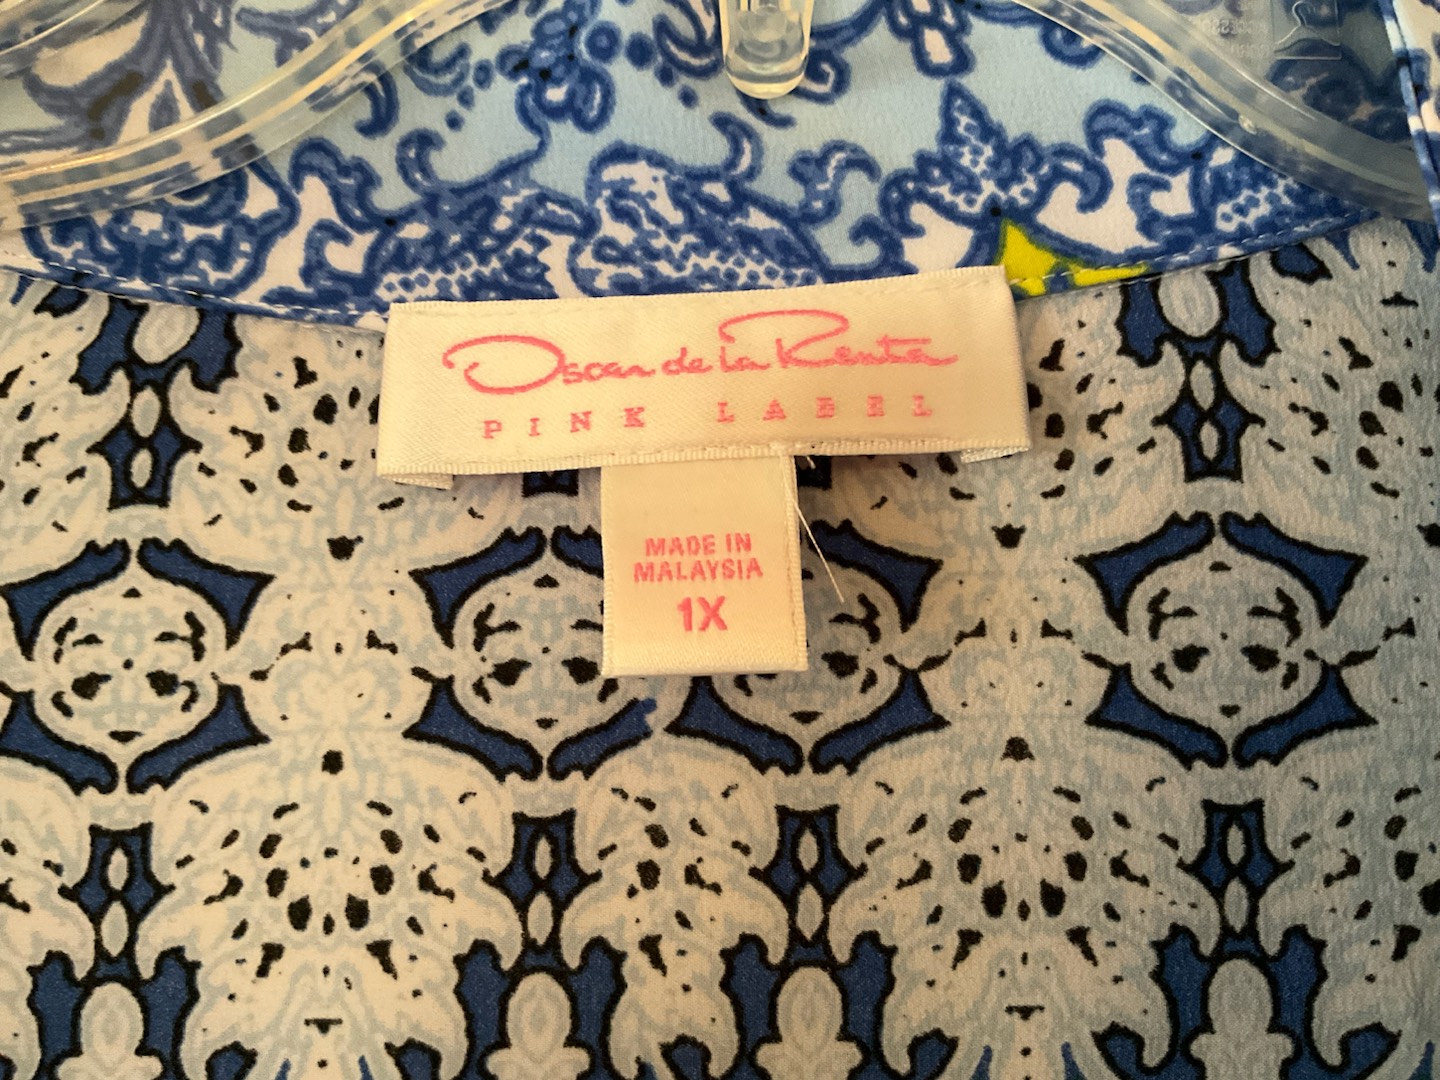 Oscar de la Renta
PINK LABEL
MADE IN
MALAYSIA
1X